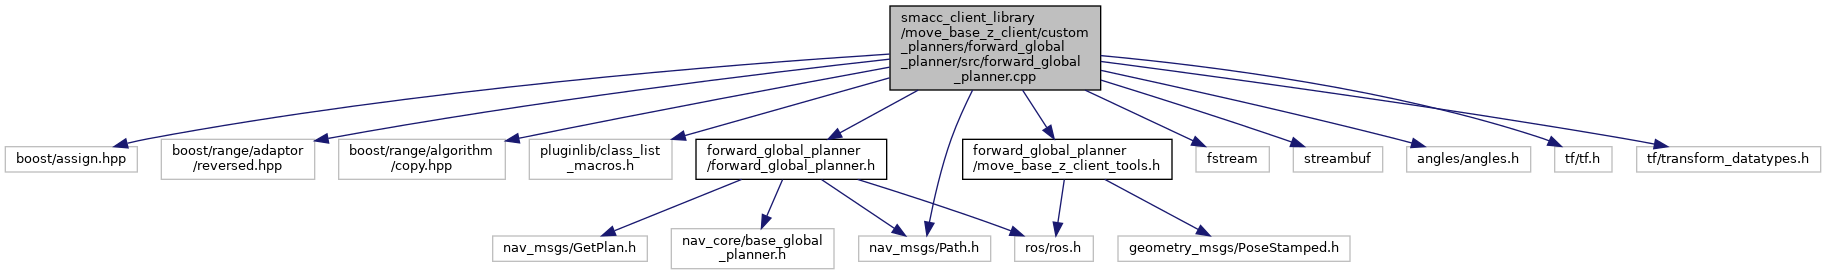 smacc_client_library
/move_base_z_client/custom
_planners/forward_global
_planner/src/forward_global
_planner.cpp
boost/assign.hpp
boost/range/adaptor
/reversed.hpp
boost/range/algorithm
/copy.hpp
pluginlib/class_list
_macros.h
forward_global_planner
/forward_global_planner.h
forward_global_planner
/move_base_z_client_tools.h
fstream
streambuf
angles/angles.h
tf/tf.h
tf/transform_datatypes.h
nav_msgs/GetPlan.h
nav_core/base_global
_planner.h
nav_msgs/Path.h
ros/ros.h
geometry_msgs/PoseStamped.h